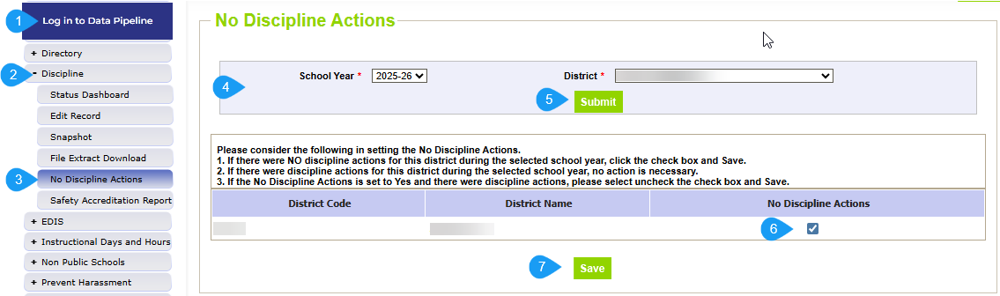 1 Log in to Data Pipeline
+ Directory
2 - Discipline
Status Dashboard
Edit Record
Snapshot
File Extract Download
3 No Discipline Actions
Safety Accreditation Report
+ EDIS
+ Instructional Days and Hours
+ Non Public Schools
+ Prevent Harassment
No Discipline Actions
4 School Year * 2025-26 District *
5 Submit
Please consider the following in setting the No Discipline Actions.
1. If there were NO discipline actions for this district during the selected school year, click the check box and Save.
2. If there were discipline actions for this district during the selected school year, no action is necessary.
3. If the No Discipline Actions is set to Yes and there were discipline actions, please select uncheck the check box and Save.
District Code District Name No Discipline Actions
6
7 Save